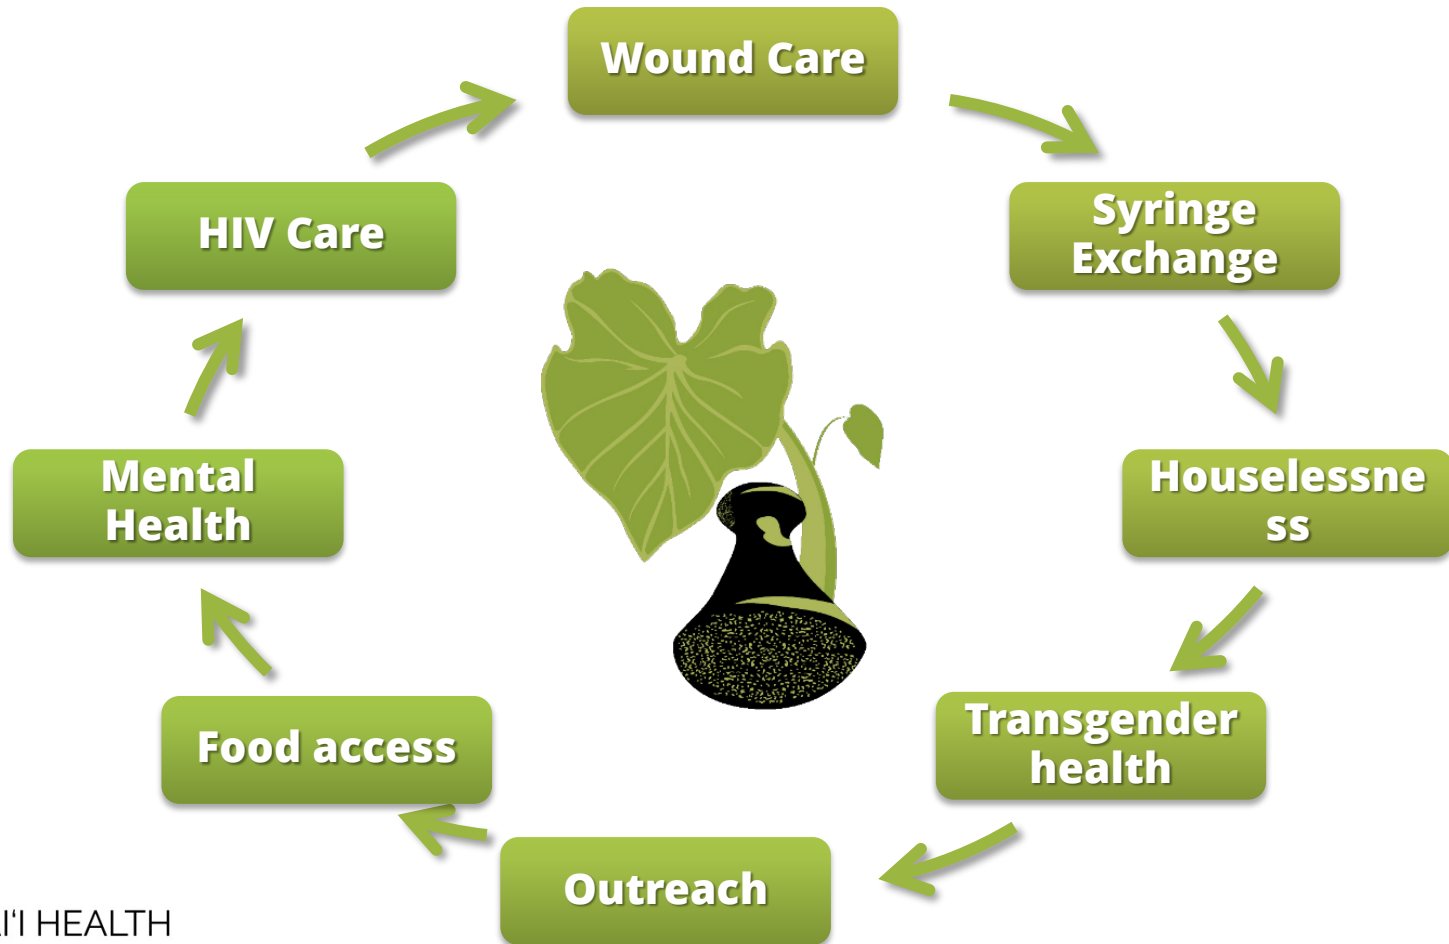 Wound Care
Syringe
Exchange
Houselessne
ss
Transgender
health
Outreach
Food access
Mental
Health
HIV Care
HEALTH